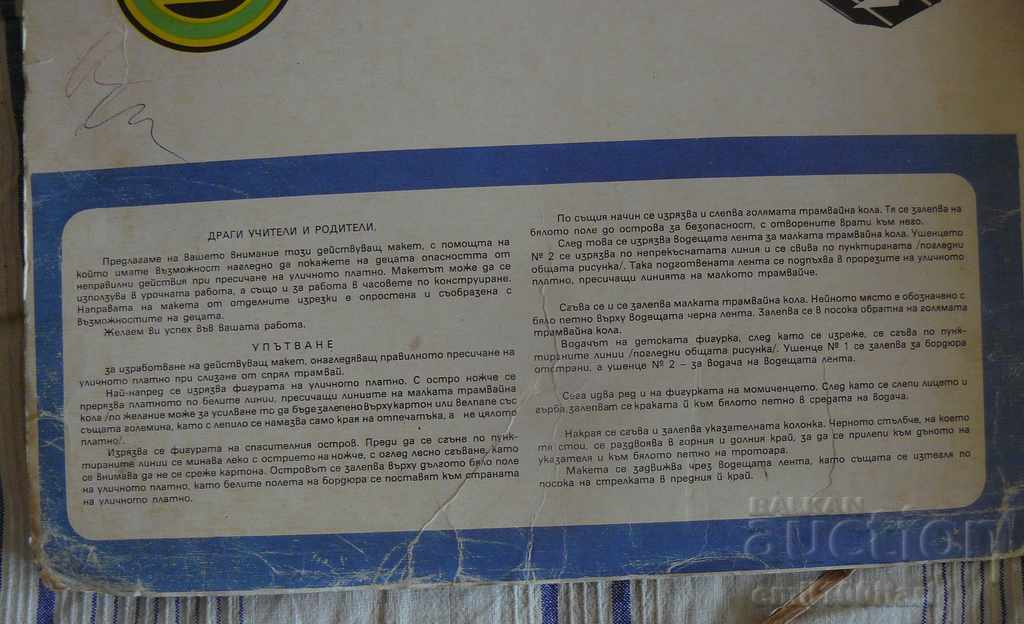 ДРАГИ УЧИТЕЛИ И РОДИТЕЛИ,
Предлагаме на вашето внимание този действуващ макет, с помощта на
който имате възможност нагледно да покажете на децата опасността от
неправилни действия при пресичане на уличното платно. Макетът може да се
използува в урочната работа, а също и за работа в часовете по конструиране.
Направата на макета от отделните изрезки е опростена и съобразена с
възможностите на децата.
Желаем ви успех във вашата работа.
УПЪТВАНЕ
за изработване на действуващ макет, онагледяващ правилното пресичане на
уличното платно при слизане от спрял трамвай.
Най-напред се изрязва фигурата на уличното платно. С остро ножче се
прерязва платното по белите линии, пресичащи линиите на малката трамвайна
кола /по желание може за усилване то да бъде залепено върху картон или велпапе със
същата големина, като с лепило се намазва само края на отпечатъка, а не цялото
платно/.
Изрязва се фигурата на спасителния остров. Преди да се сгъне по пунк-
тираните линии се минава леко с острието на ножче, с оглед лесно сгъване, като
се внимава да не се среже картона. Островът се залепва върху дългото бяло поле
на уличното платно, като белите полета на бордюра се поставят към страната
на уличното платно.
По същия начин се изрязва и слепва голямата трамвайна кола. Тя се залепва на
бялото поле до острова за безопасност, с отворените врати към него.
След това се изрязва водещата лента за малката трамвайна кола. Ушенцето
№ 2 се изрязва по непрекъснатата линия и се свива по пунктираната /погледни
общата рисунка/. Така подготвената лента се подпъхва в прорезите на уличното
платно, пресичащи линията на малкото трамвайче.
Сгъва се и се залепва малката трамвайна кола. Нейното място е обозначено с
бяло петно върху водещата черна лента. Залепва се в посока обратна на голямата
трамвайна кола.
Водачът на детската фигурка, след като се изреже, се сгъва по пунк-
тираните линии /погледни общата рисунка/. Ушенце № 1 се залепва за бордюра
отстрани, а ушенце № 2 – за водача на водещата лента.
Сега идва ред и на фигурката на момиченцето. След като се слепи лицето и
гърба, залепват се краката й към бялото петно в средата на водача.
Накрая се сгъва и залепва указателната колонка. Черното стълбче, на което
тя стои, се раздвоява в горния и долния край, за да се прилепи към дъното на
указателя и към бялото петно на тротоара.
Макета се задвижва чрез водещата лента, като същата се изтегля по
посока на стрелката в предния й край.
BALKAN
auction